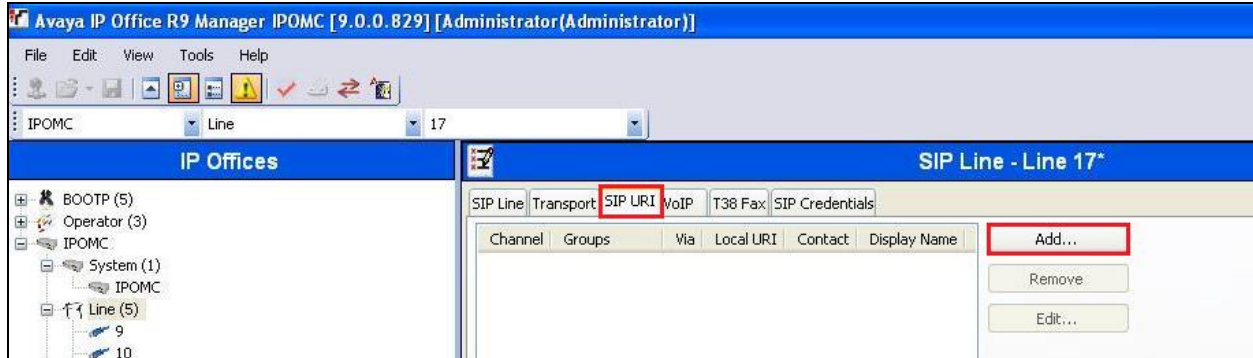 Avaya IP Office R9 Manager IPOMC [9.0.0.829] [Administrator(Administrator)]
File Edit View Tools Help
IPOMC Line 17
IP Offices
SIP Line - Line 17*
BOOTP (5)
Operator (3)
IPOMC
System (1)
IPOMC
Line (5)
9
10
SIP Line Transport SIP URI VoIP T38 Fax SIP Credentials
Channel Groups Via Local URI Contact Display Name
Add...
Remove
Edit...